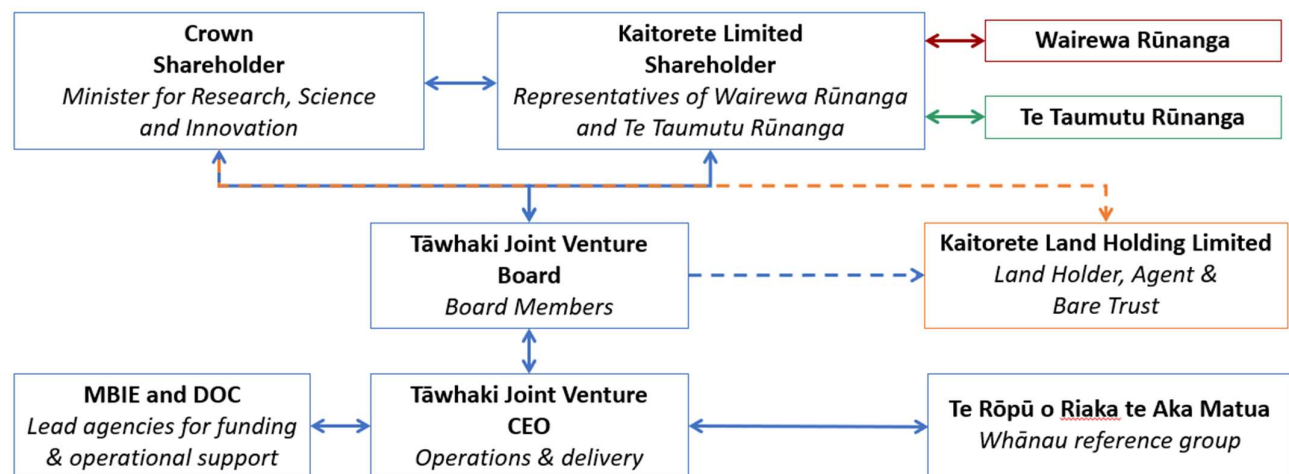 Crown
Shareholder
Minister for Research, Science
and Innovation
Kaitorete Limited
Shareholder
Representatives of Wairewa Rūnanga
and Te Taumutu Rūnanga
Wairewa Rūnanga
Te Taumutu Rūnanga
Tāwhaki Joint Venture
Board
Board Members
Kaitorete Land Holding Limited
Land Holder, Agent &
Bare Trust
MBIE and DOC
Lead agencies for funding
& operational support
Tāwhaki Joint Venture
CEO
Operations & delivery
Te Rōpū o Riaka te Aka Matua
Whānau reference group